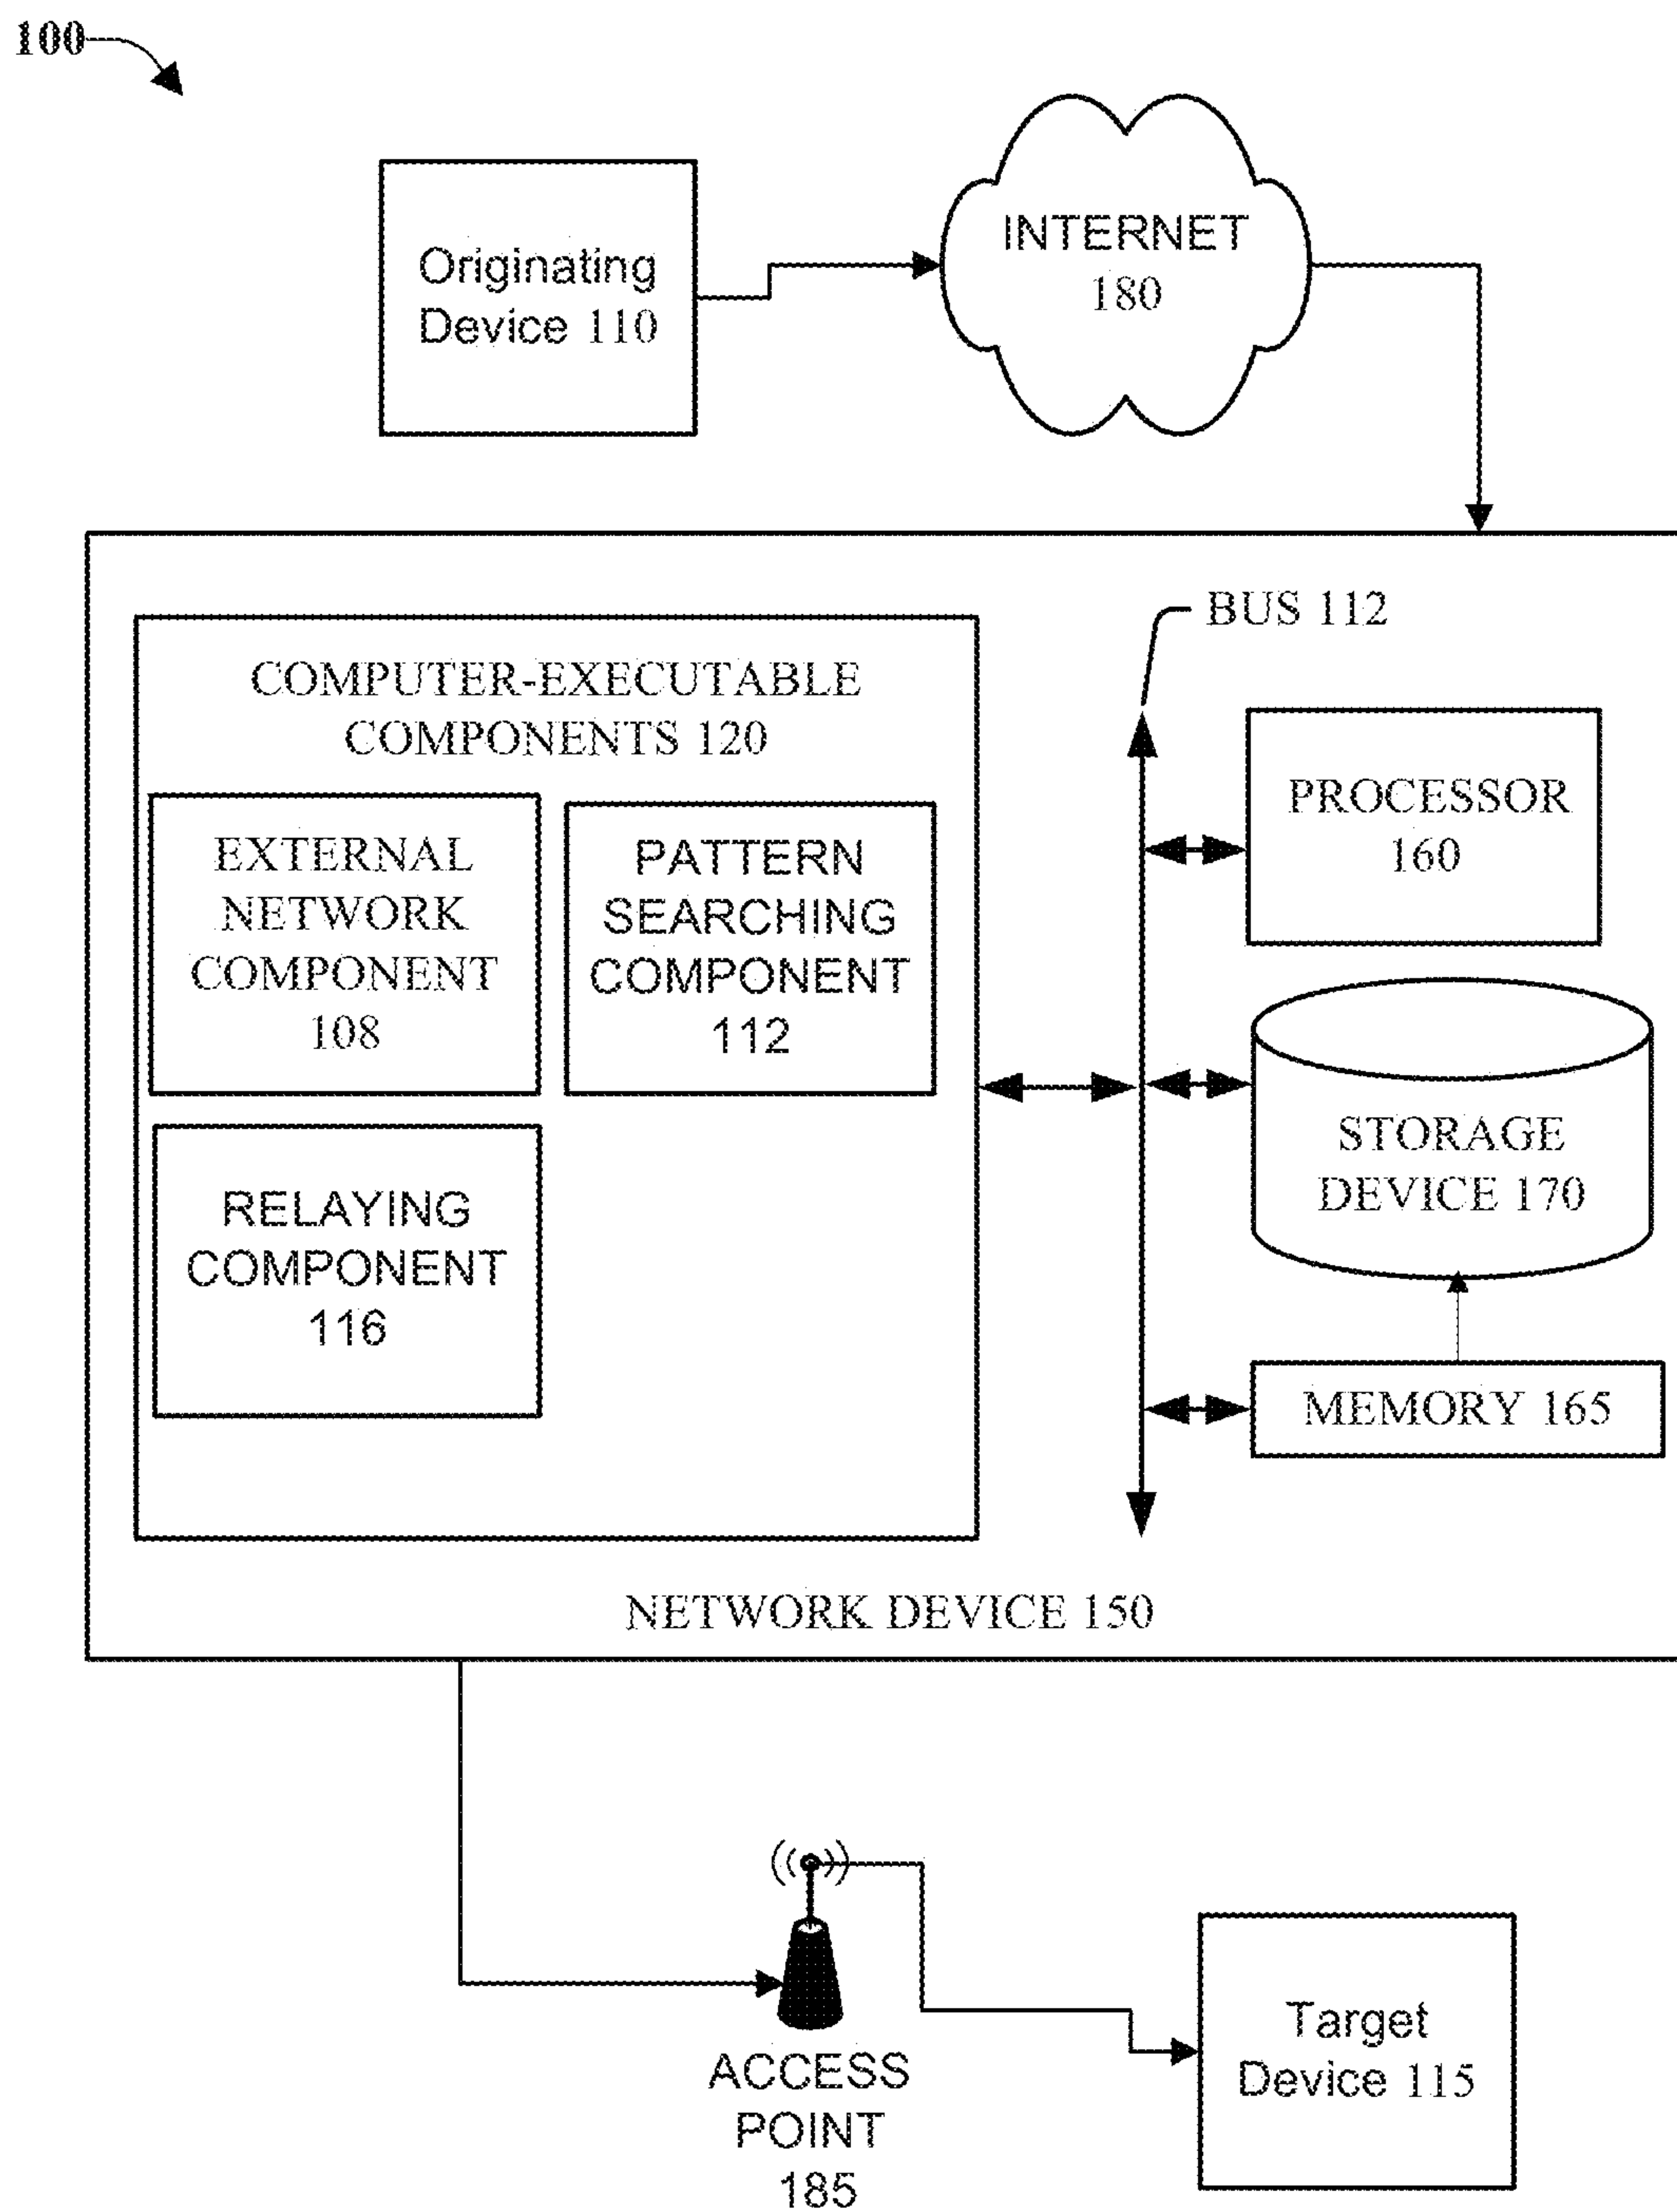 100
Originating
Device 110
INTERNET
180
BUS 112
COMPUTER-EXECUTABLE
COMPONENTS 120
EXTERNAL
NETWORK
COMPONENT
108
PATTERN
SEARCHING
COMPONENT
112
RELAYING
COMPONENT
116
PROCESSOR
160
STORAGE
DEVICE 170
MEMORY 165
NETWORK DEVICE 150
ACCESS
POINT
185
Target
Device 115